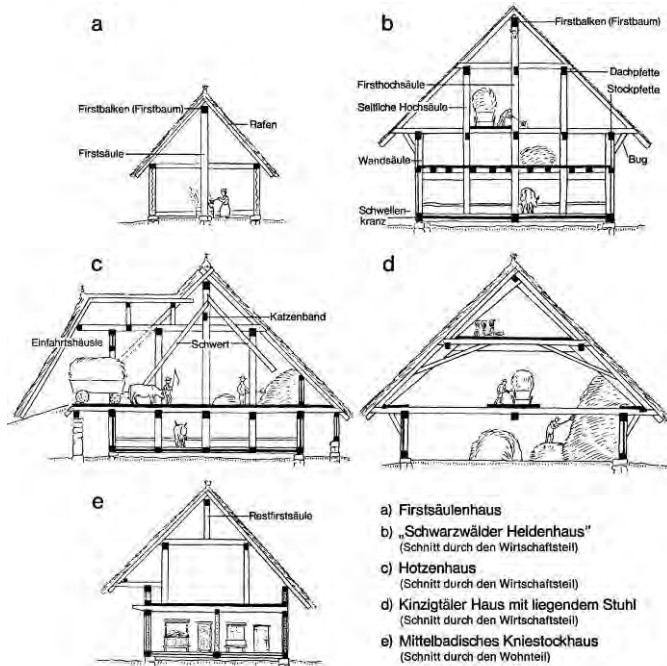 a
Firstbalken (Firstbaum)
Rafen
Firstsäule
b
Firstbalken (Firstbaum)
Dachpfette
Stockpfette
Firsthochsäule
Seitliche Hochsäule
Wandsäule
Bug
Schwellen-
kranz
c
Katzenband
Einfahrtshäusle
Schwert
d
e
Restfirstsäule
a) Firstsäulenhaus
b) „Schwarzwälder Heidenhaus"
(Schnitt durch den Wirtschaftsteil)
c) Hotzenhaus
(Schnitt durch den Wirtschaftsteil)
d) Kinzigtäler Haus mit liegendem Stuhl
(Schnitt durch den Wirtschaftsteil)
e) Mittelbadisches Kniestockhaus
(Schnitt durch den Wohnteil)